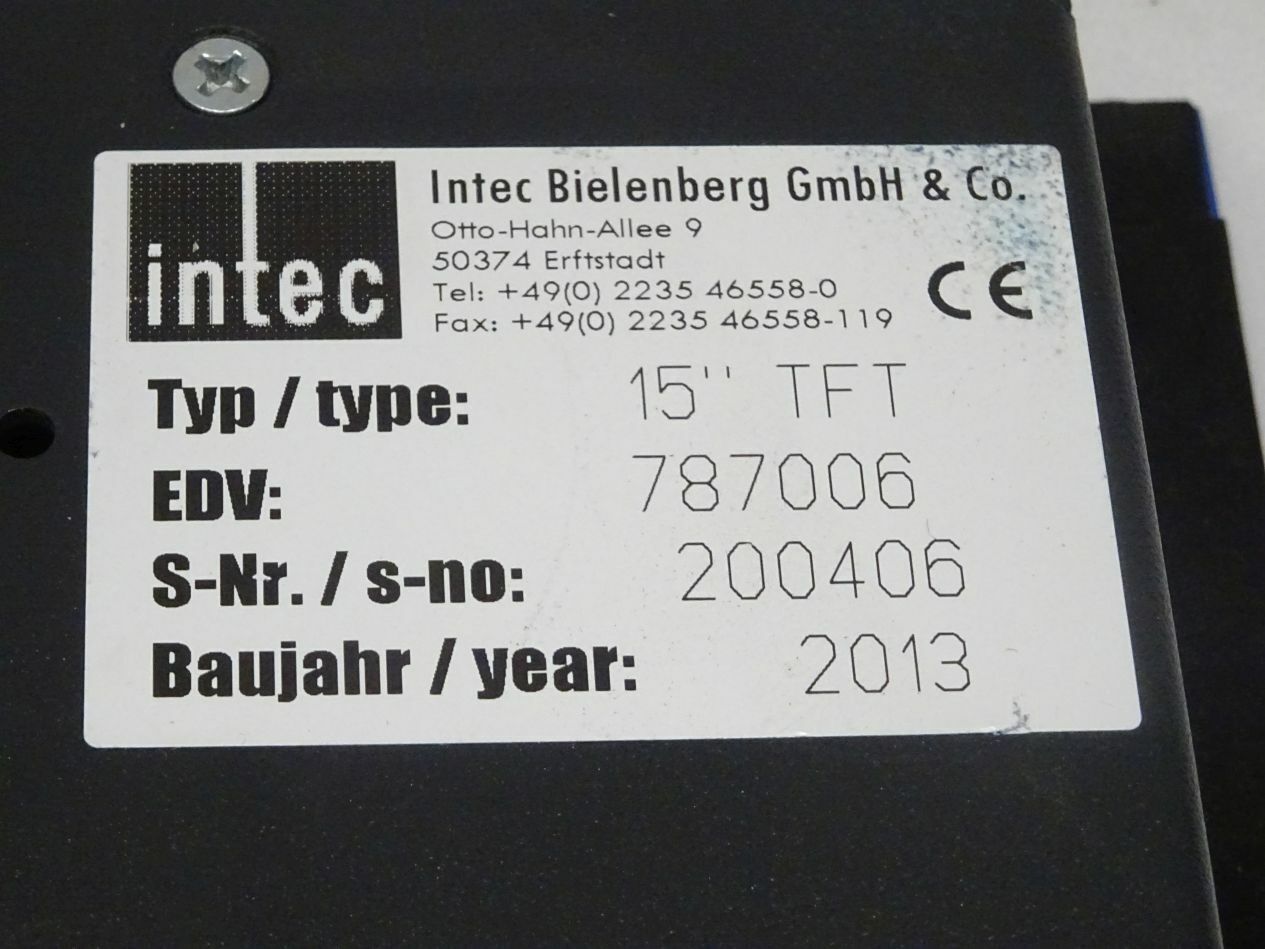 intec
Intec Bielenberg GmbH & Co.
Otto-Hahn-Allee 9
50374 Erftstadt
Tel: +49(0) 2235 46558-0
Fax: +49(0) 2235 46558-119
CE
Typ / type: 15'' TFT
EDV: 787006
S-Nr. / s-no: 200406
Baujahr / year: 2013